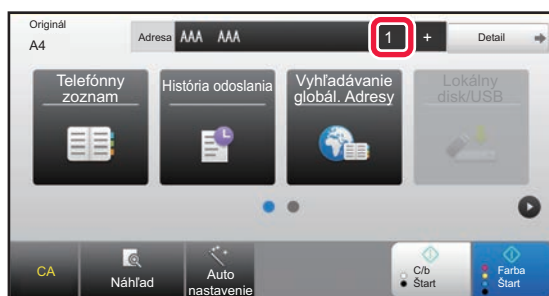 Originál
A4
Adresa AAA AAA 1 + Detail
Telefónny
zoznam
História odoslania
Vyhľadávanie
globál. Adresy
Lokálny
disk/USB
CA
Náhľad
Auto
nastavenie
C/b
Štart
Farba
Štart